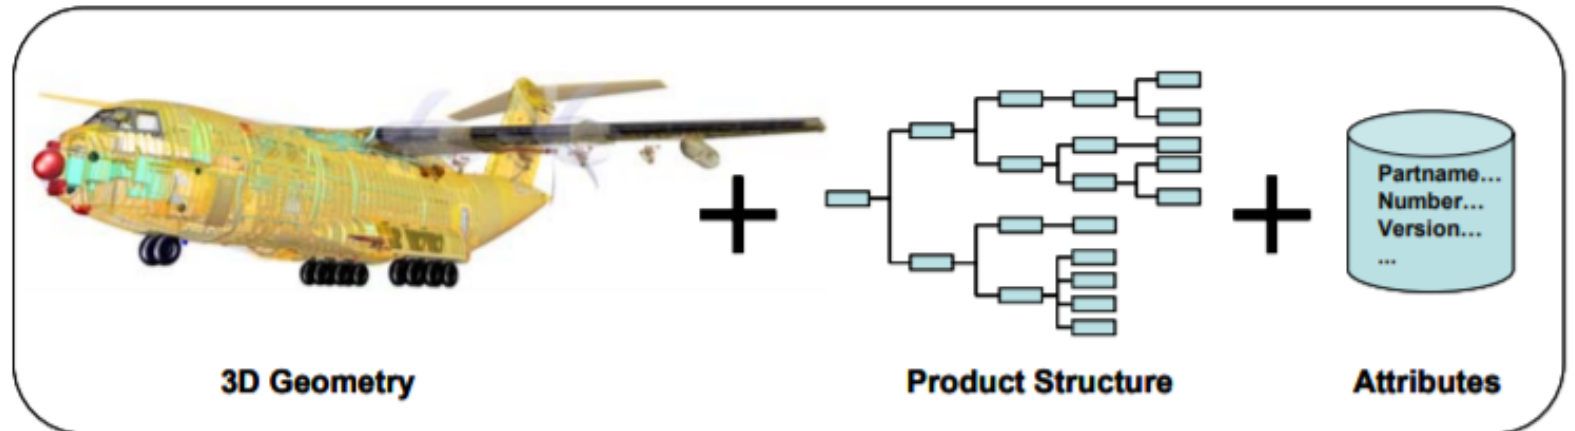 Partname...
Number...
Version...
...
3D Geometry
Product Structure
Attributes